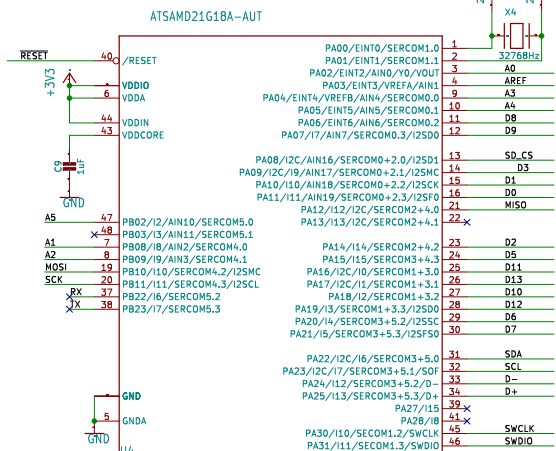 ATSAMD21G18A-AUT
X4
32768Hz
RESET
40
/RESET
+3V3
VDDIO
6
VDDA
44
VDDIN
43
VDDCORE
C9
1uF
GND
A5
47
PB02/I2/AIN10/SERCOM5.0
48
PB03/I3/AIN11/SERCOM5.1
A1
7
PB08/I8/AIN2/SERCOM4.0
A2
8
PB09/I9/AIN3/SERCOM4.1
MOSI
19
PB10/I10/SERCOM4.2/I2SMC
SCK
20
PB11/I11/SERCOM4.3/I2SCL
RX
37
PB22/I6/SERCOM5.2
TX
38
PB23/I7/SERCOM5.3
GND
5
GNDA
GND
PA00/EINT0/SERCOM1.0
1
PA01/EINT1/SERCOM1.1
2
PA02/EINT2/AIN0/Y0/VOUT
3
A0
PA03/EINT3/VREFA/AIN1
4
AREF
PA04/EINT4/VREFB/AIN4/SERCOM0.0
9
A3
PA05/EINT5/AIN5/SERCOM0.1
10
A4
PA06/EINT6/AIN6/SERCOM0.2
11
D8
PA07/I7/AIN7/SERCOM0.3/I2SD0
12
D9
PA08/I2C/AIN16/SERCOM0+2.0/I2SD1
13
SD_CS
PA09/I2C/I9/AIN17/SERCOM0+2.1/I2SMC
14
D3
PA10/I10/AIN18/SERCOM0+2.2/I2SCK
15
D1
PA11/I11/AIN19/SERCOM0+2.3/I2SF0
16
D0
PA12/I12/I2C/SERCOM2+4.0
21
MISO
PA13/I13/I2C/SERCOM2+4.1
22
PA14/I14/SERCOM2+4.2
23
D2
PA15/I15/SERCOM3+4.3
24
D5
PA16/I2C/I0/SERCOM1+3.0
25
D11
PA17/I2C/I1/SERCOM1+3.1
26
D13
PA18/I2/SERCOM1+3.2
27
D10
PA19/I3/SERCOM1+3.3/I2SD0
28
D12
PA20/I4/SERCOM3+5.2/I2SSC
29
D6
PA21/I5/SERCOM3+5.3/I2SFS0
30
D7
PA22/I2C/I6/SERCOM3+5.0
31
SDA
PA23/I2C/I7/SERCOM3+5.1/SOF
32
SCL
PA24/I12/SERCOM3+5.2/D-
33
D-
PA25/I13/SERCOM3+5.3/D+
34
D+
PA27/I15
39
PA28/I8
41
PA30/I10/SECOM1.2/SWCLK
45
SWCLK
PA31/I11/SERCOM1.3/SWDIO
46
SWDIO